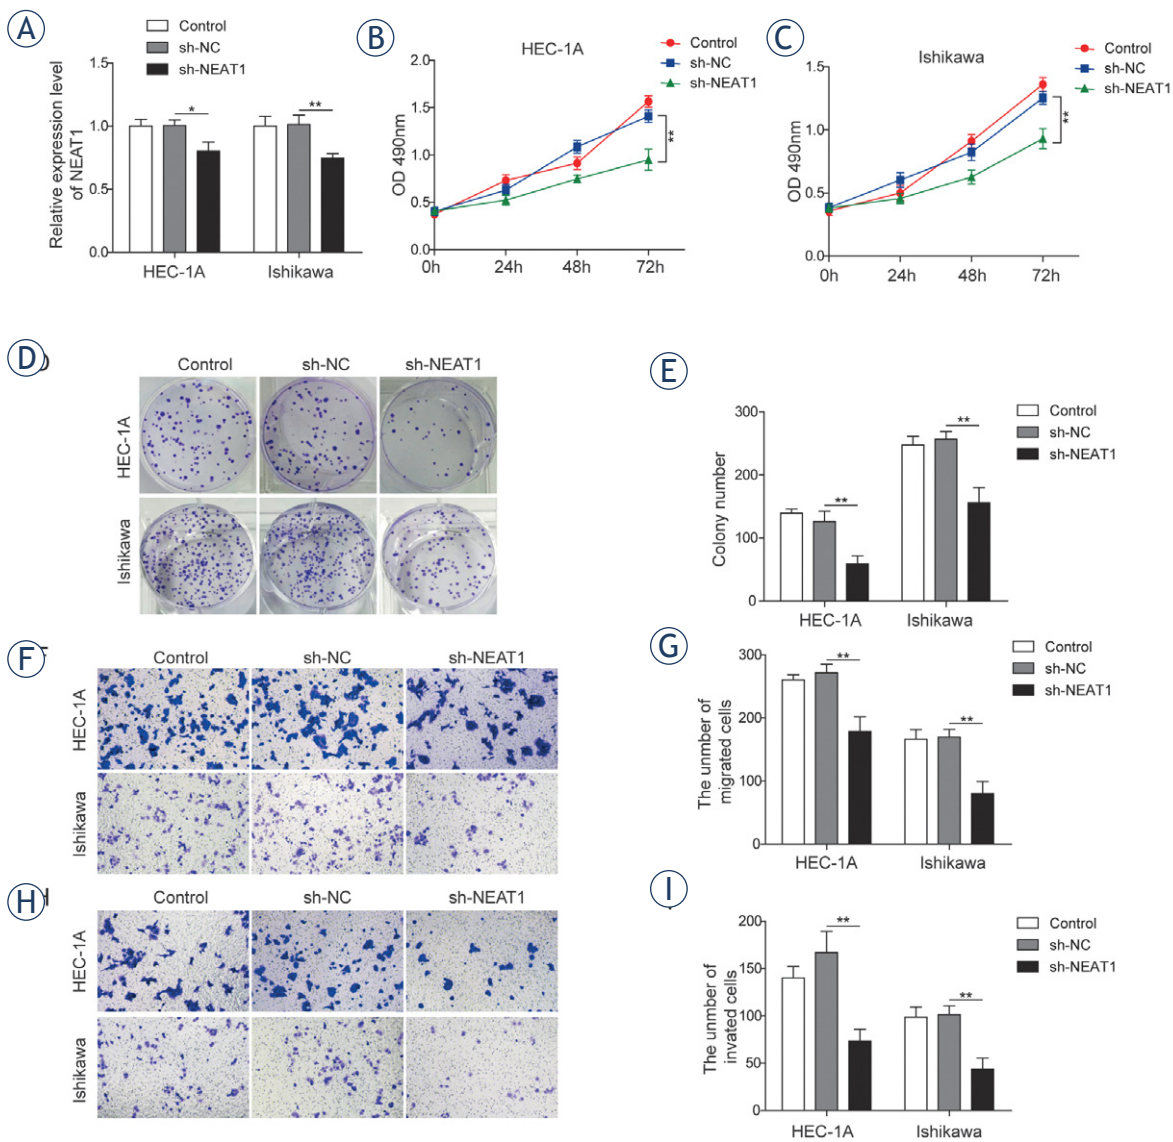 A
Control
sh-NC
sh-NEAT1
Relative expression level
of NEAT1
1.5
1.0
0.5
0.0
*
**
HEC-1A
Ishikawa
B
HEC-1A
Control
sh-NC
sh-NEAT1
OD 490nm
2.0
1.5
1.0
0.5
0.0
**
0h
24h
48h
72h
C
Ishikawa
Control
sh-NC
sh-NEAT1
OD 490nm
1.5
1.0
0.5
0.0
**
0h
24h
48h
72h
D
Control
sh-NC
sh-NEAT1
HEC-1A
Ishikawa
E
Control
sh-NC
sh-NEAT1
Colony number
300
200
100
0
**
**
HEC-1A
Ishikawa
F
Control
sh-NC
sh-NEAT1
HEC-1A
Ishikawa
G
Control
sh-NC
sh-NEAT1
The unmber of
migrated cells
300
200
100
0
**
**
HEC-1A
Ishikawa
H
Control
sh-NC
sh-NEAT1
HEC-1A
Ishikawa
I
Control
sh-NC
sh-NEAT1
The unmber of
invated cells
200
150
100
50
0
**
**
HEC-1A
Ishikawa